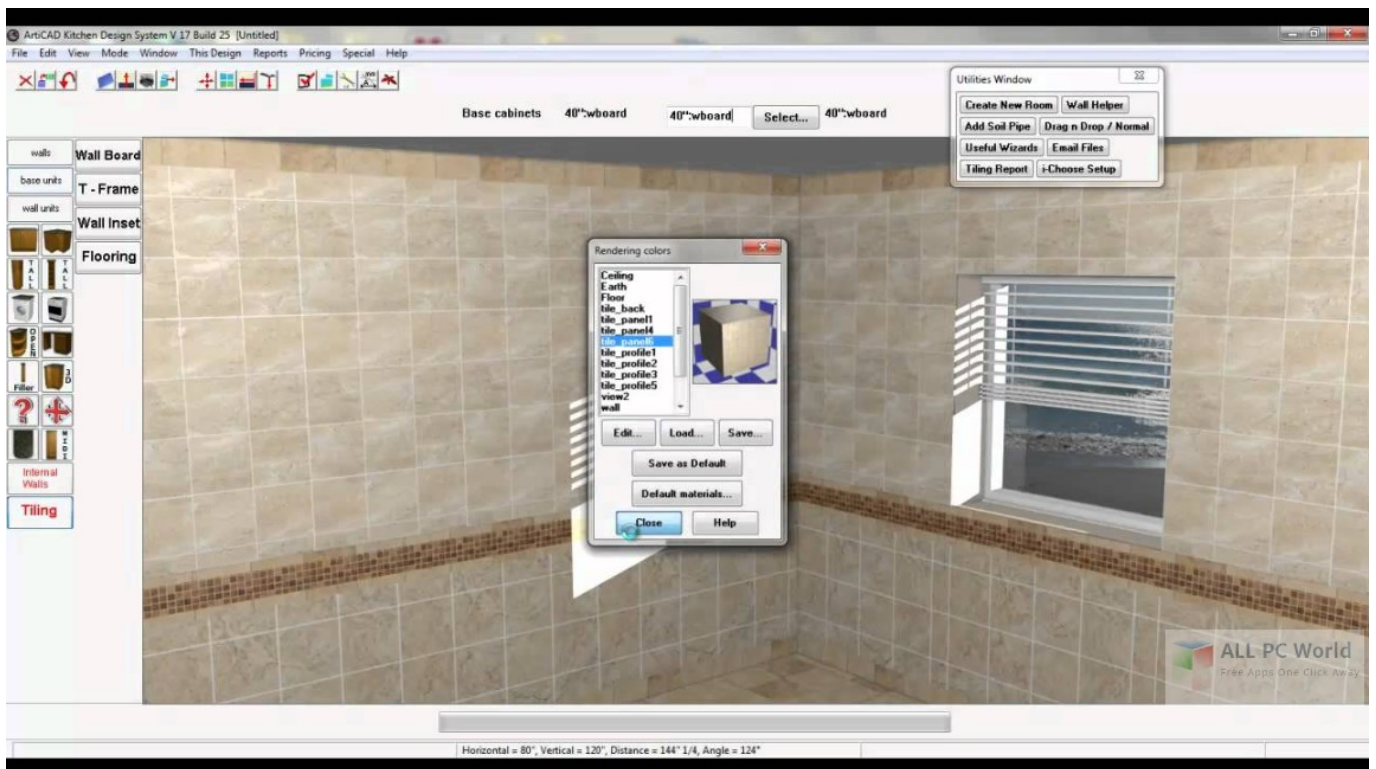 ArtiCAD Kitchen Design System V 17 Build 25 [Untitled]
File Edit View Mode Window This Design Reports Pricing Special Help
Utilities Window
Create New Room Wall Helper
Add Soil Pipe Drag n Drop / Normal
Useful Wizards Email Files
Tiling Report i-Choose Setup
Base cabinets 40":wboard 40":wboard Select... 40":wboard
walls
base units
wall units
TALL TALL
OPEN
Filler 3D
MIDI
Internal Walls
Tiling
Wall Board
T - Frame
Wall Inset
Flooring
Rendering colors
Ceiling
Earth
Floor
tile_back
tile_panel1
tile_panel4
tile_panel6
tile_profile1
tile_profile2
tile_profile3
tile_profile5
view2
wall
Edit... Load... Save...
Save as Default
Default materials...
Close Help
ALL PC World
Free Apps One Click Away
Horizontal = 80", Vertical = 120", Distance = 144" 1/4, Angle = 124°